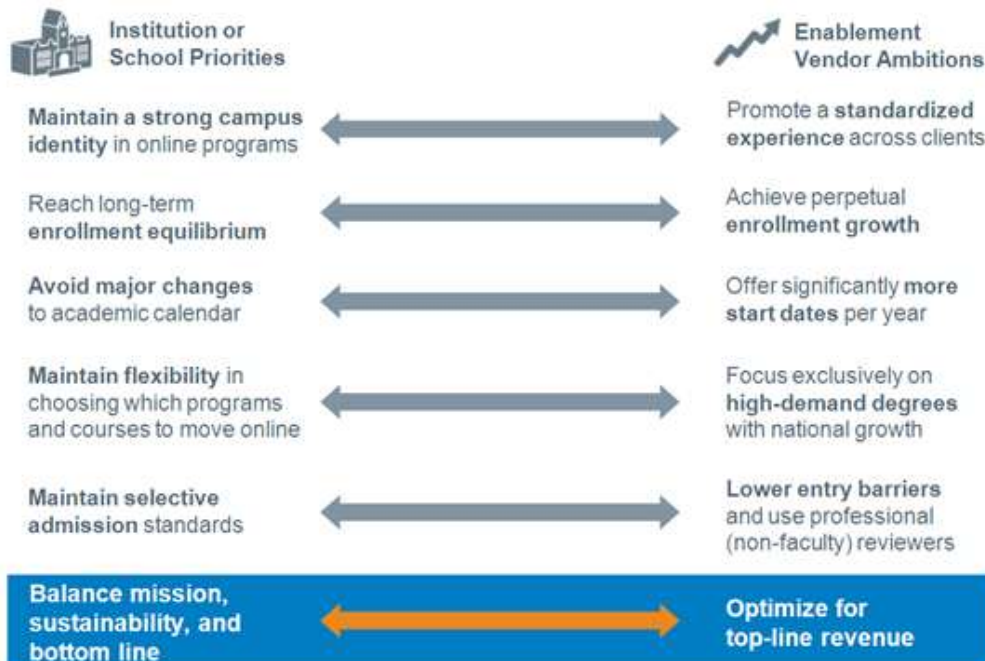 Institution or
School Priorities
Enablement
Vendor Ambitions
Maintain a strong campus
identity in online programs
Promote a standardized
experience across clients
Reach long-term
enrollment equilibrium
Achieve perpetual
enrollment growth
Avoid major changes
to academic calendar
Offer significantly more
start dates per year
Maintain flexibility in
choosing which programs
and courses to move online
Focus exclusively on
high-demand degrees
with national growth
Maintain selective
admission standards
Lower entry barriers
and use professional
(non-faculty) reviewers
Balance mission,
sustainability, and
bottom line
Optimize for
top-line revenue